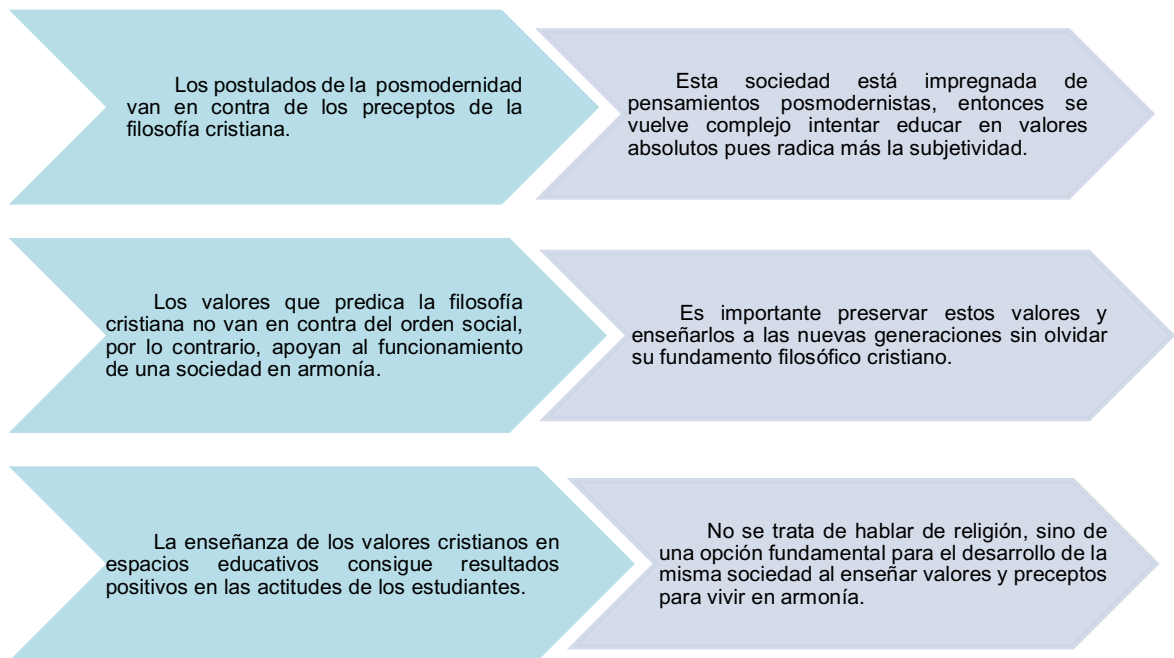 Los postulados de la posmodernidad
van en contra de los preceptos de la
filosofía cristiana.
Esta sociedad está impregnada de
pensamientos posmodernistas, entonces se
vuelve complejo intentar educar en valores
absolutos pues radica más la subjetividad.
Los valores que predica la filosofía
cristiana no van en contra del orden social,
por lo contrario, apoyan al funcionamiento
de una sociedad en armonía.
Es importante preservar estos valores y
enseñarlos a las nuevas generaciones sin olvidar
su fundamento filosófico cristiano.
La enseñanza de los valores cristianos en
espacios educativos consigue resultados
positivos en las actitudes de los estudiantes.
No se trata de hablar de religión, sino de
una opción fundamental para el desarrollo de la
misma sociedad al enseñar valores y preceptos
para vivir en armonía.